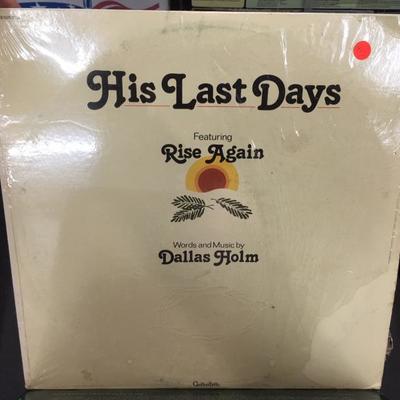 His Last Days
Featuring
Rise Again
Words and Music by
Dallas Holm